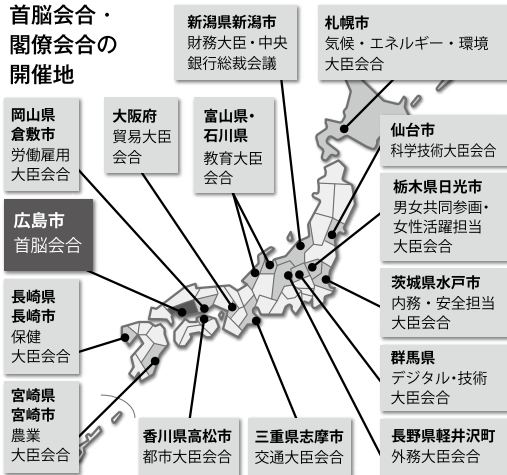 首脳会合・
閣僚会合の
開催地
新潟県新潟市
財務大臣・中央
銀行総裁会議
札幌市
気候・エネルギー・環境
大臣会合
岡山県
倉敷市
労働雇用
大臣会合
大阪府
貿易大臣
会合
富山県・
石川県
教育大臣
会合
仙台市
科学技術大臣会合
栃木県日光市
男女共同参画・
女性活躍担当
大臣会合
広島市
首脳会合
茨城県水戸市
内務・安全担当
大臣会合
長崎県
長崎市
保健
大臣会合
群馬県
デジタル・技術
大臣会合
宮崎県
宮崎市
農業
大臣会合
香川県高松市
都市大臣会合
三重県志摩市
交通大臣会合
長野県軽井沢町
外務大臣会合